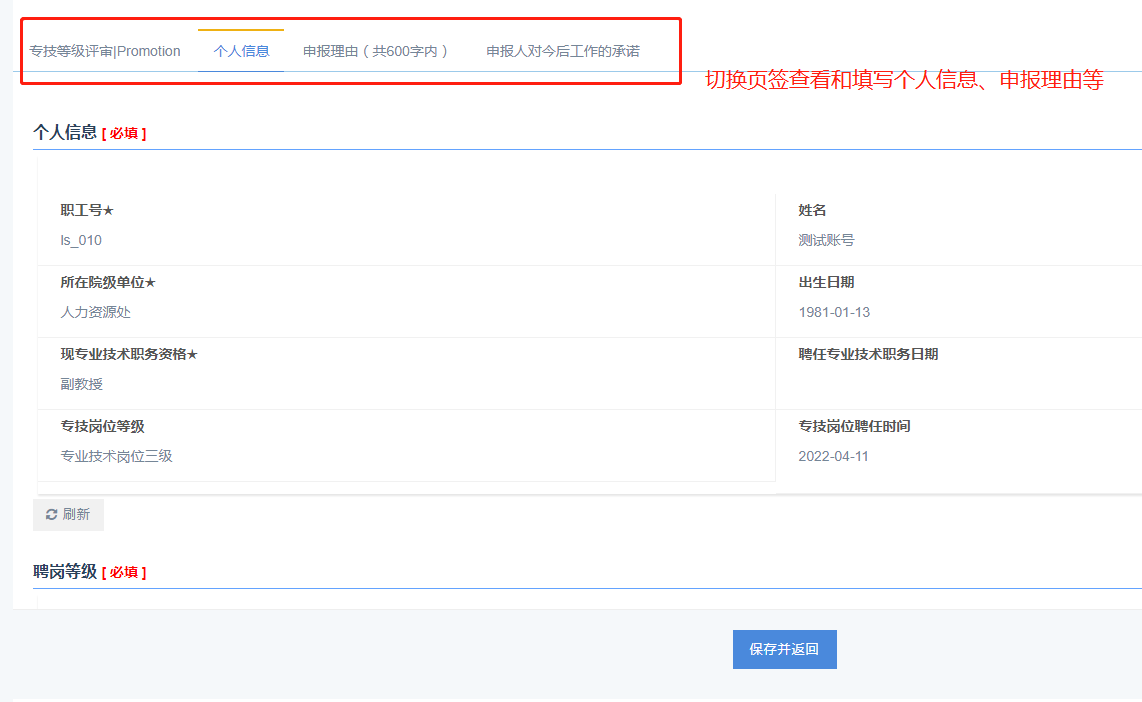 专技等级评审|Promotion 个人信息 申报理由（共600字内） 申报人对今后工作的承诺
切换页签查看和填写个人信息、申报理由等
个人信息 [ 必填 ]
职工号★ 姓名
ls_010 测试账号
所在院级单位★ 出生日期
人力资源处 1981-01-13
现专业技术职务资格★ 聘任专业技术职务日期
副教授
专技岗位等级 专技岗位聘任时间
专业技术岗位三级 2022-04-11
刷新
聘岗等级 [ 必填 ]
保存并返回